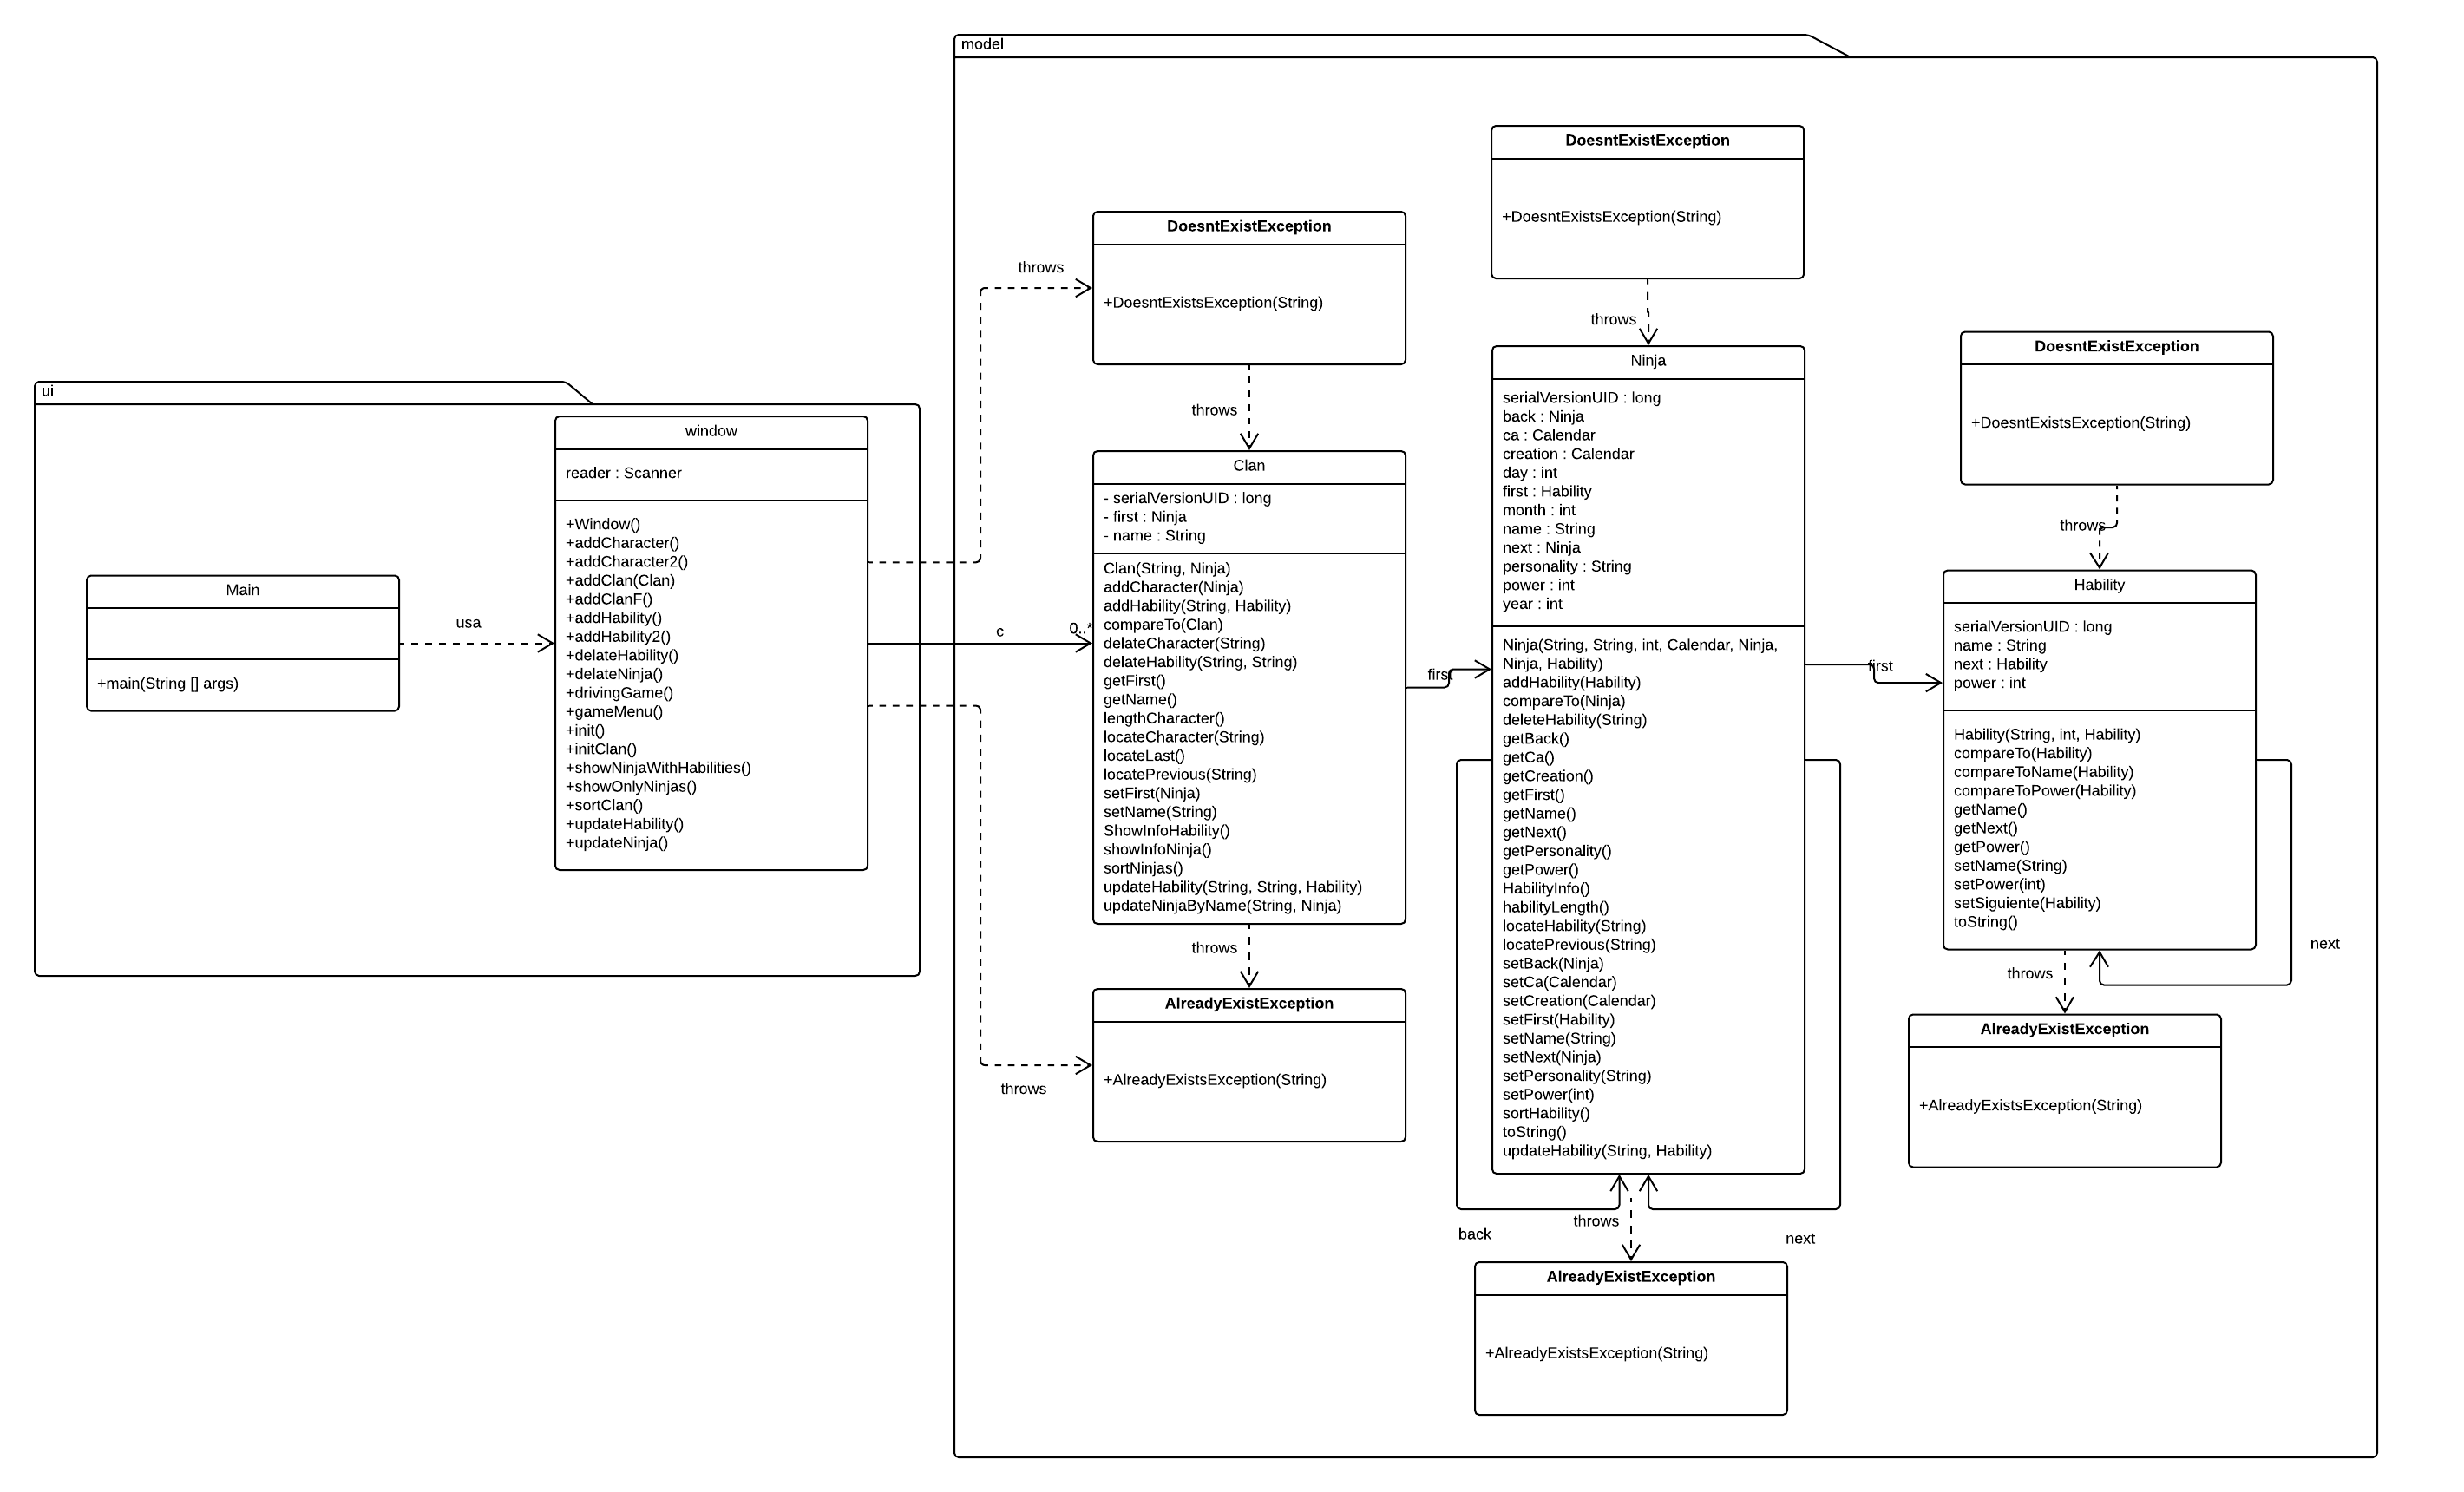 model
DoesntExistException
+DoesntExistsException(String)
DoesntExistException
+DoesntExistsException(String)
throws
throws
throws
DoesntExistException
+DoesntExistsException(String)
throws
ui
window
reader : Scanner
+Window()
+addCharacter()
+addCharacter2()
+addClan(Clan)
+addClanF()
+addHability()
+addHability2()
+delateHability()
+delateNinja()
+drivingGame()
+gameMenu()
+init()
+initClan()
+showNinjaWithHabilities()
+showOnlyNinjas()
+sortClan()
+updateHability()
+updateNinja()
Main
+main(String [] args)
usa
c
0..*
Clan
- serialVersionUID : long
- first : Ninja
- name : String
Clan(String, Ninja)
addCharacter(Ninja)
addHability(String, Hability)
compareTo(Clan)
delateCharacter(String)
delateHability(String, String)
getFirst()
getName()
lengthCharacter()
locateCharacter(String)
locateLast()
locatePrevious(String)
setFirst(Ninja)
setName(String)
ShowInfoHability()
showInfoNinja()
sortNinjas()
updateHability(String, String, Hability)
updateNinjaByName(String, Ninja)
first
Ninja
serialVersionUID : long
back : Ninja
ca : Calendar
creation : Calendar
day : int
first : Hability
month : int
name : String
next : Ninja
personality : String
power : int
year : int
Ninja(String, String, int, Calendar, Ninja,
Ninja, Hability)
addHability(Hability)
compareTo(Ninja)
deleteHability(String)
getBack()
getCa()
getCreation()
getFirst()
getName()
getNext()
getPersonality()
getPower()
HabilityInfo()
habilityLength()
locateHability(String)
locatePrevious(String)
setBack(Ninja)
setCa(Calendar)
setCreation(Calendar)
setFirst(Hability)
setName(String)
setNext(Ninja)
setPersonality(String)
setPower(int)
sortHability()
toString()
updateHability(String, Hability)
first
Hability
serialVersionUID : long
name : String
next : Hability
power : int
Hability(String, int, Hability)
compareTo(Hability)
compareToName(Hability)
compareToPower(Hability)
getName()
getNext()
getPower()
setName(String)
setPower(int)
setSiguiente(Hability)
toString()
next
throws
throws
AlreadyExistException
+AlreadyExistsException(String)
throws
AlreadyExistException
+AlreadyExistsException(String)
back
throws
next
AlreadyExistException
+AlreadyExistsException(String)